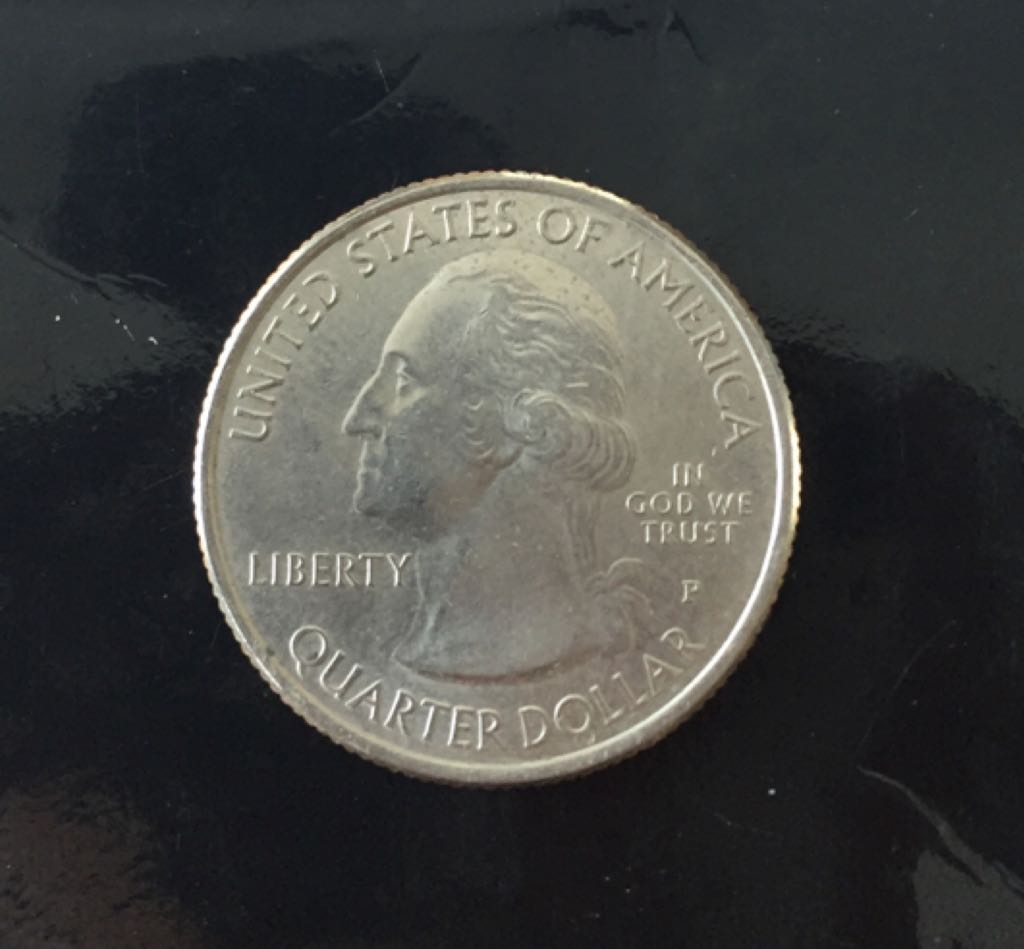 UNITED STATES OF AMERICA
IN
GOD WE
TRUST
LIBERTY
P
QUARTER DOLLAR